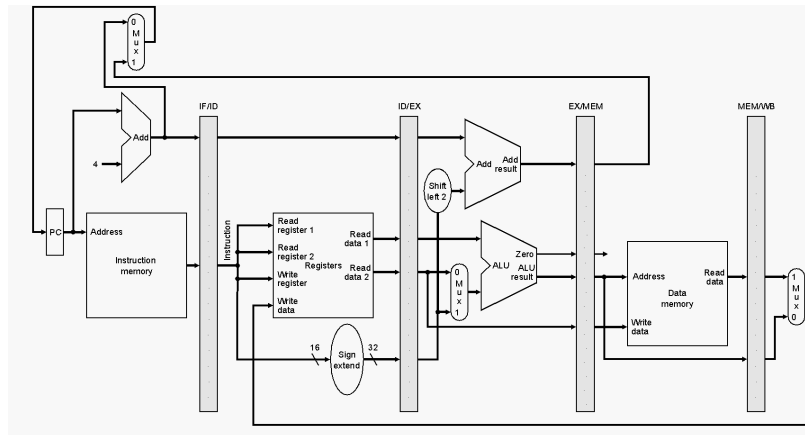 0
M
u
x
1
IF/ID
ID/EX
EX/MEM
MEM/WB
Add
4
Add
Add
result
Shift
left 2
PC
Address
Instruction
memory
Instruction
Read
register 1
Read
register 2
Write
register
Write
data
Registers
Read
data 1
Read
data 2
0
M
u
x
1
ALU
Zero
ALU
result
Address
Write
data
Read
data
Data
memory
1
M
u
x
0
16
Sign
extend
32